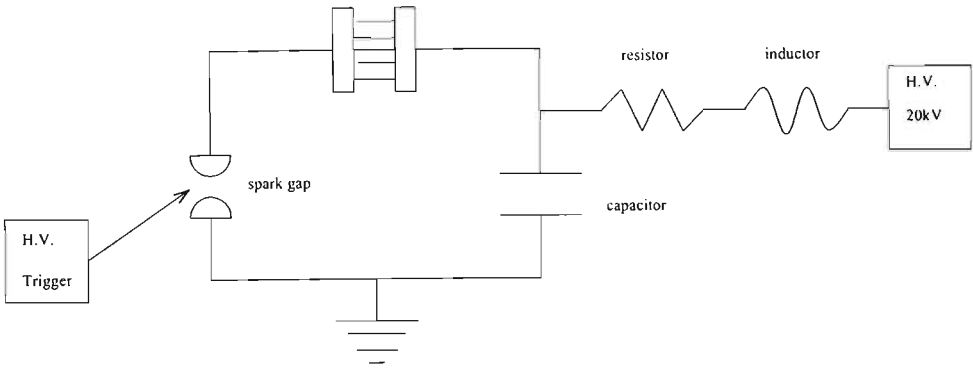 resistor
inductor
H.V.
20kV
spark gap
capacitor
H.V.
Trigger